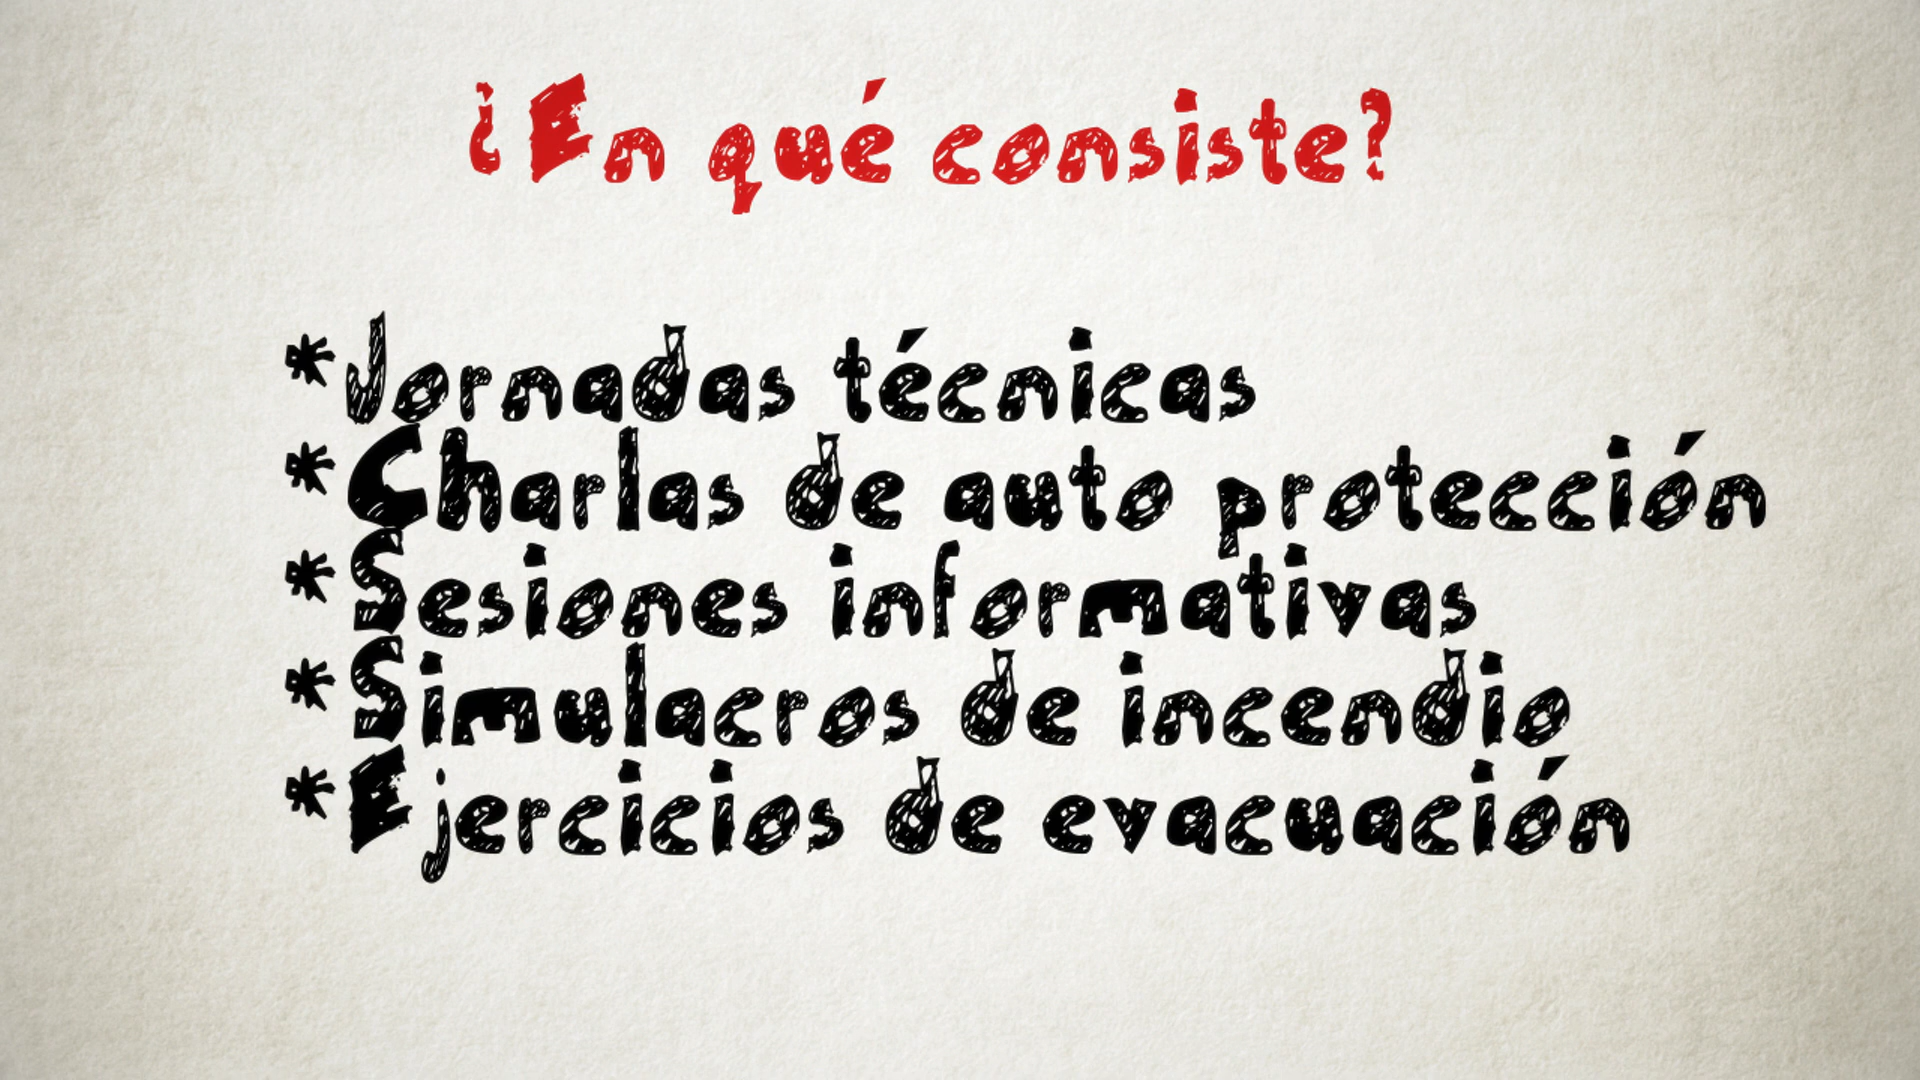 ¿En qué consiste?
*Jornadas técnicas
*Charlas de auto protección
*Sesiones informativas
*Simulacros de incendio
*Ejercicios de evacuación